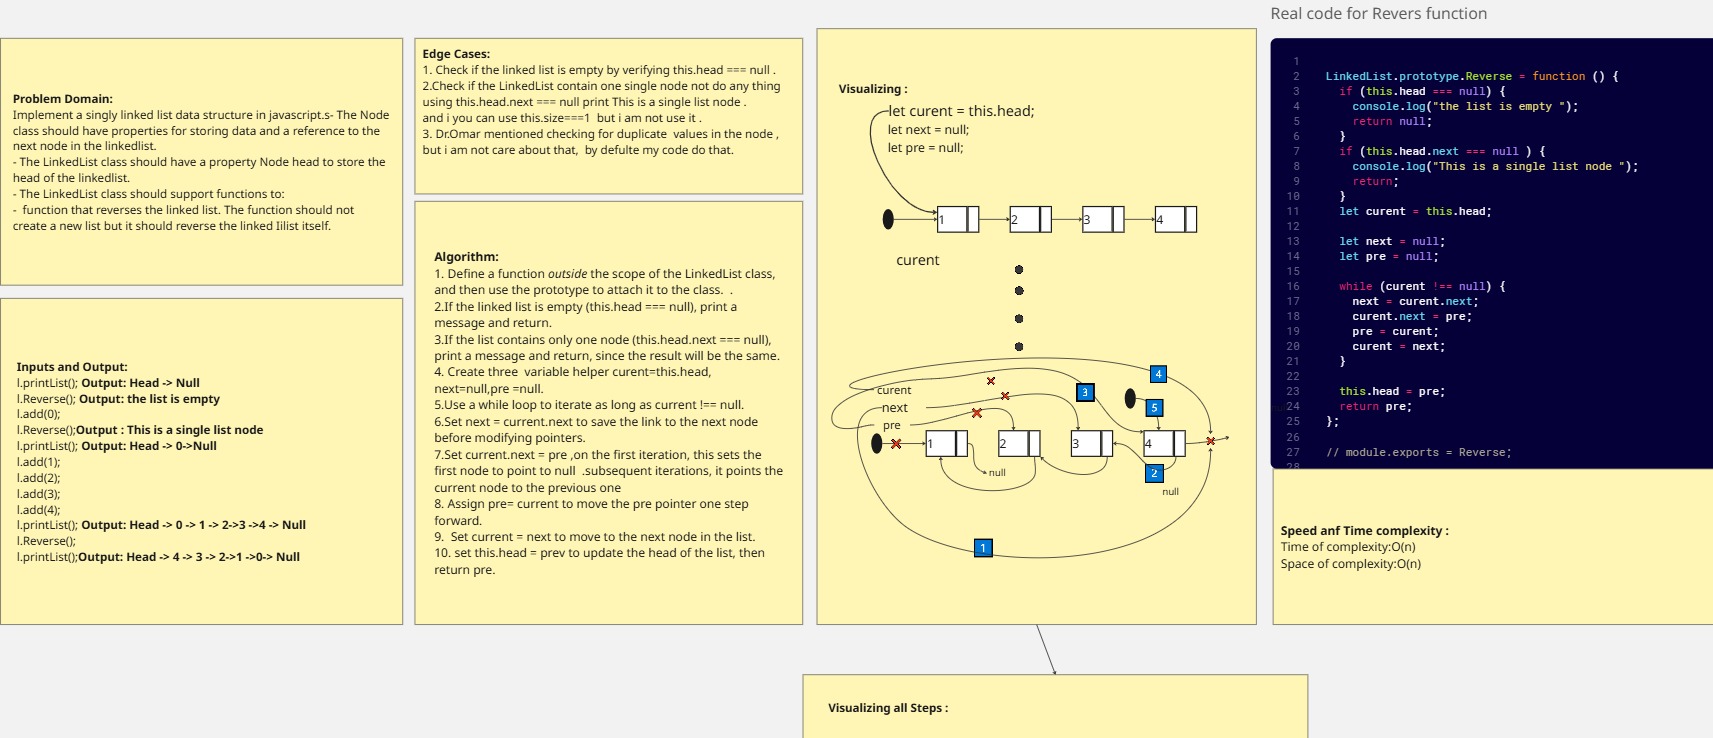 Real code for Revers function
Problem Domain:
Implement a singly linked list data structure in javascript.s- The Node
class should have properties for storing data and a reference to the
next node in the linkedlist.
- The LinkedList class should have a property Node head to store the
head of the linkedlist.
- The LinkedList class should support functions to:
- function that reverses the linked list. The function should not
create a new list but it should reverse the linked Iilist itself.
Inputs and Output:
l.printList(); Output: Head -> Null
l.Reverse(); Output: the list is empty
l.add(0);
l.Reverse();Output : This is a single list node
l.printList(); Output: Head -> 0->Null
l.add(1);
l.add(2);
l.add(3);
l.add(4);
l.printList(); Output: Head -> 0 -> 1 -> 2->3 ->4 -> Null
l.Reverse();
l.printList();Output: Head -> 4 -> 3 -> 2->1 ->0-> Null
Edge Cases:
1. Check if the linked list is empty by verifying this.head === null .
2.Check if the LinkedList contain one single node not do any thing
using this.head.next === null print This is a single list node .
and i you can use this.size===1 but i am not use it .
3. Dr.Omar mentioned checking for duplicate values in the node ,
but i am not care about that, by defulte my code do that.
Algorithm:
1. Define a function outside the scope of the LinkedList class,
and then use the prototype to attach it to the class. .
2.If the linked list is empty (this.head === null), print a
message and return.
3.If the list contains only one node (this.head.next === null),
print a message and return, since the result will be the same.
4. Create three variable helper curent=this.head,
next=null,pre =null.
5.Use a while loop to iterate as long as current !== null.
6.Set next = current.next to save the link to the next node
before modifying pointers.
7.Set current.next = pre ,on the first iteration, this sets the
first node to point to null .subsequent iterations, it points the
current node to the previous one
8. Assign pre= current to move the pre pointer one step
forward.
9. Set current = next to move to the next node in the list.
10. set this.head = prev to update the head of the list, then
return pre.
Visualizing :
let curent = this.head;
let next = null;
let pre = null;
1 2 3 4
curent
4
curent
3
next
5
pre
1 2 3 4
null
2
null
1
1
2 LinkedList.prototype.Reverse = function () {
3 if (this.head === null) {
4 console.log("the list is empty ");
5 return null;
6 }
7 if (this.head.next === null ) {
8 console.log("This is a single list node ");
9 return;
10 }
11 let curent = this.head;
12
13 let next = null;
14 let pre = null;
15
16 while (curent !== null) {
17 next = curent.next;
18 curent.next = pre;
19 pre = curent;
20 curent = next;
21 }
22
23 this.head = pre;
24 return pre;
25 };
26
27 // module.exports = Reverse;
28
Speed anf Time complexity :
Time of complexity:O(n)
Space of complexity:O(n)
Visualizing all Steps :